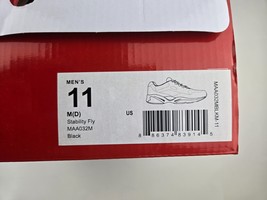 MEN'S
11
M(D)
US
Stability Fly
MAA032M
Black